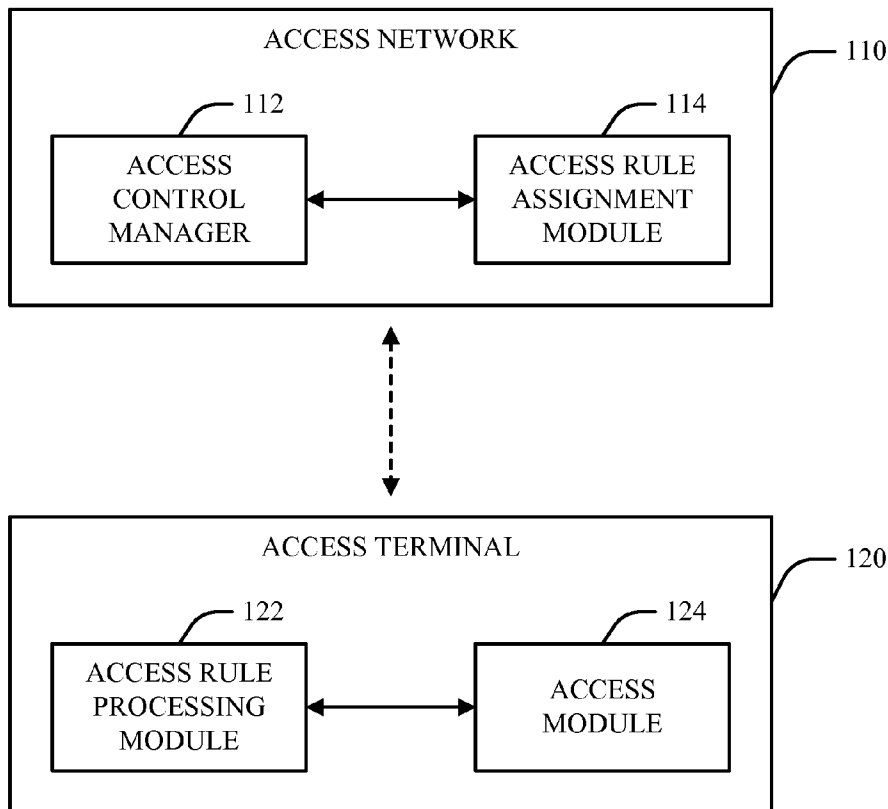 ACCESS NETWORK
110
112
114
ACCESS
CONTROL
MANAGER
ACCESS RULE
ASSIGNMENT
MODULE
ACCESS TERMINAL
120
122
124
ACCESS RULE
PROCESSING
MODULE
ACCESS
MODULE